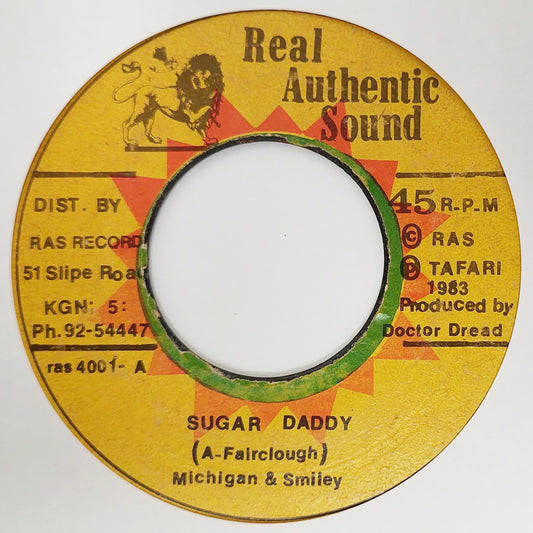 Real
Authentic
Sound
DIST. BY
RAS RECORD
51 Slipe Road
KGN: 5:
Ph. 92-54447
ras 4001- A
45 R-P-M
© RAS
℗ TAFARI
1983
Produced by
Doctor Dread
SUGAR DADDY
(A-Fairclough)
Michigan & Smiley